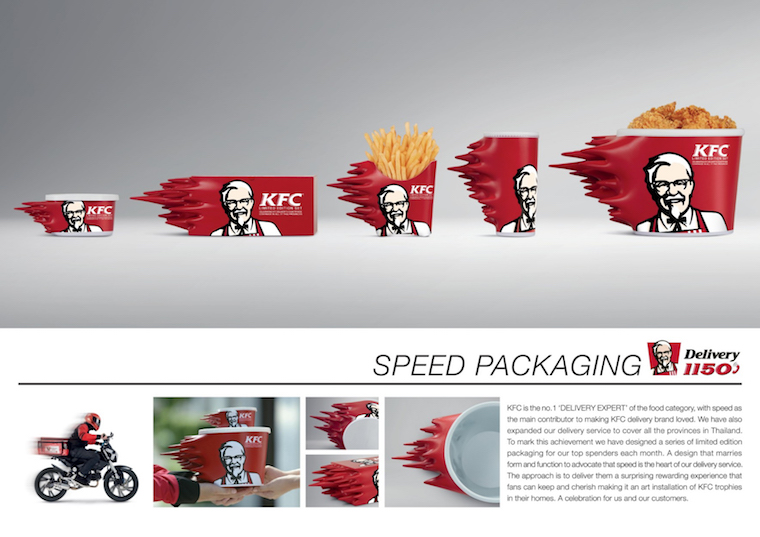 KFC
KFC
LIMITED EDITION SET
KFC
KFC
LIMITED EDITION SET
SPEED PACKAGING
Delivery
1150
KFC
KFC
KFC is the no.1 "DELIVERY EXPERT" of the food category, with speed as
the main contributor to making KFC delivery brand loved. We have also
expanded our delivery service to cover all the provinces in Thailand.
To mark this achievement we have designed a series of limited edition
packaging for our top spenders each month. A design that marries
form and function to advocate that speed is the heart of our delivery service.
The approach is to deliver them a surprising rewarding experience that
fans can keep and cherish making it an art installation of KFC trophies
in their homes. A celebration for us and our customers.